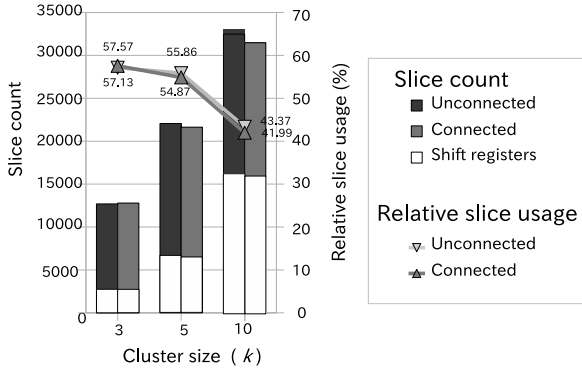 35000
30000
25000
20000
15000
10000
5000
0
Slice count
57.57
57.13
55.86
54.87
43.37
41.99
70
60
50
40
30
20
10
0
Relative slice usage (%)
3
5
10
Cluster size ( k)
Slice count
Unconnected
Connected
Shift registers
Relative slice usage
Unconnected
Connected